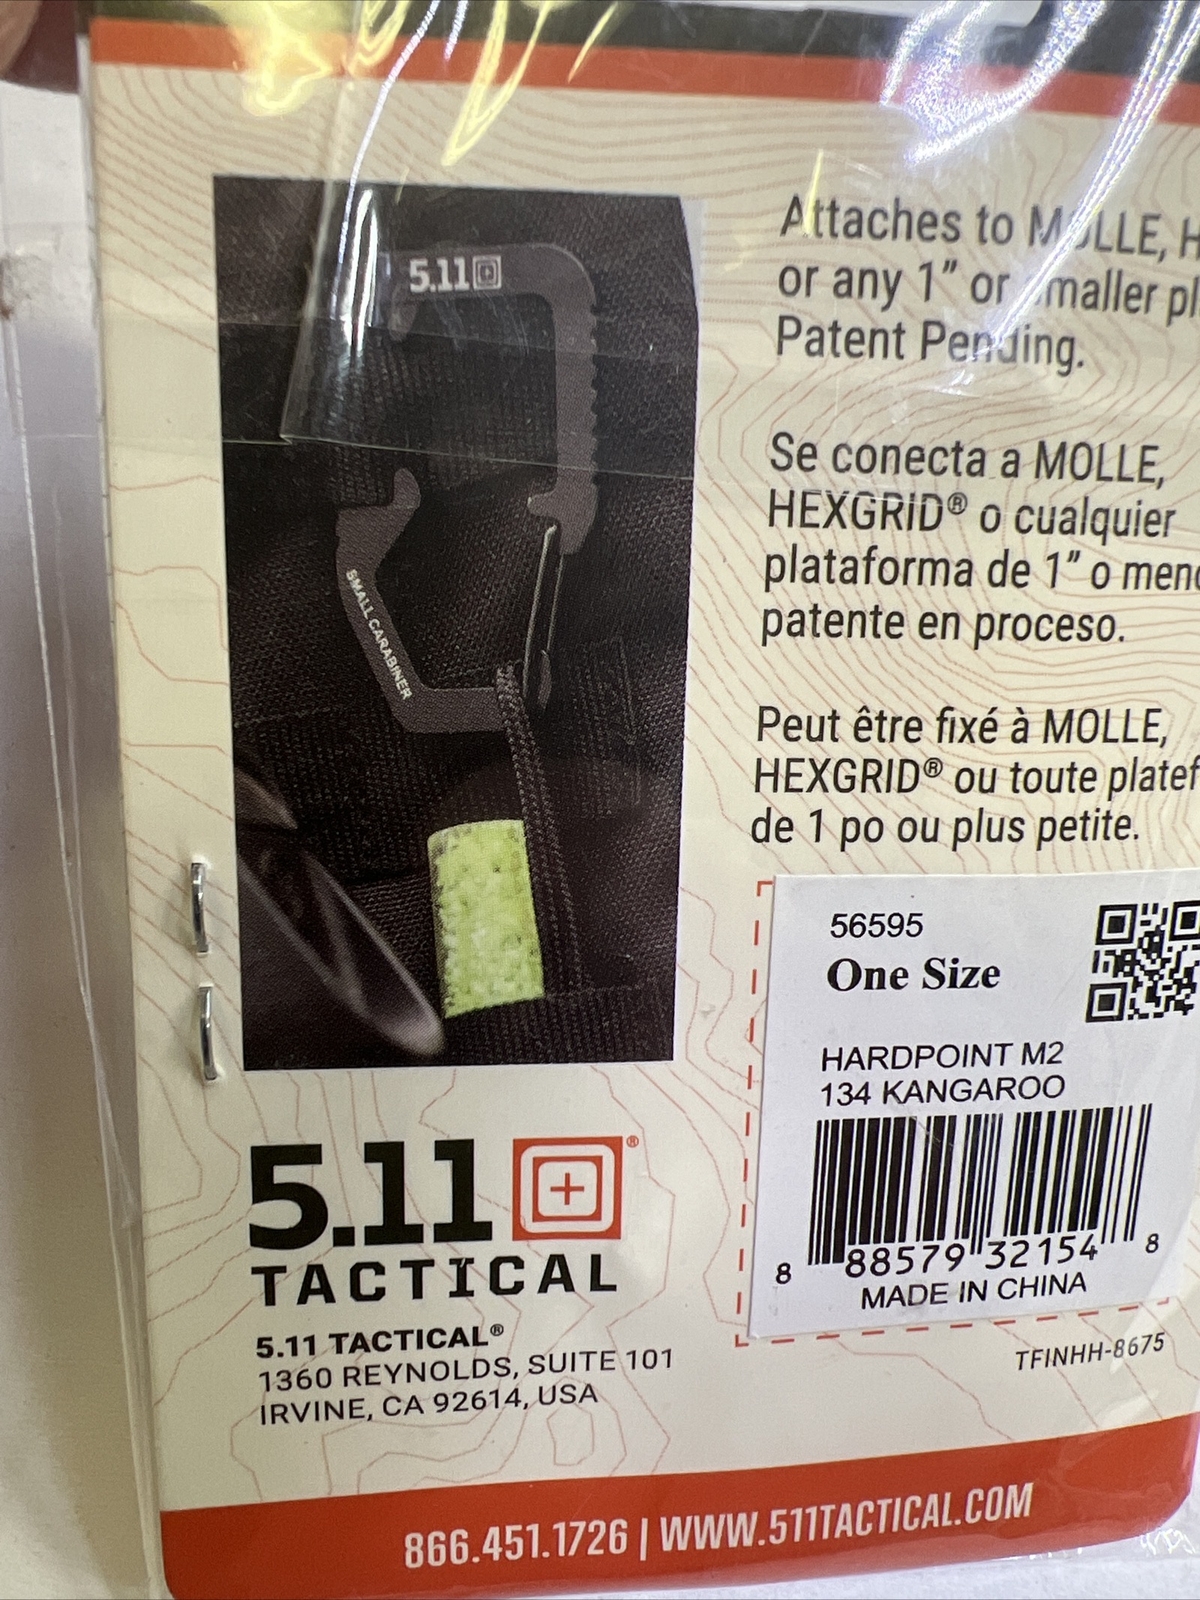 5.11
SMALL CARABINER
Attaches to MOLLE, H
or any 1” or smaller pl
Patent Pending.
Se conecta a MOLLE,
HEXGRID® o cualquier
plataforma de 1” o meno
patente en proceso.
Peut être fixé à MOLLE,
HEXGRID® ou toute platef
de 1 po ou plus petite.
56595
One Size
HARDPOINT M2
134 KANGAROO
8 88579 32154 8
MADE IN CHINA
TFINHH-8675
5.11®
TACTICAL
5.11 TACTICAL®
1360 REYNOLDS, SUITE 101
IRVINE, CA 92614, USA
866.451.1726 | WWW.511TACTICAL.COM